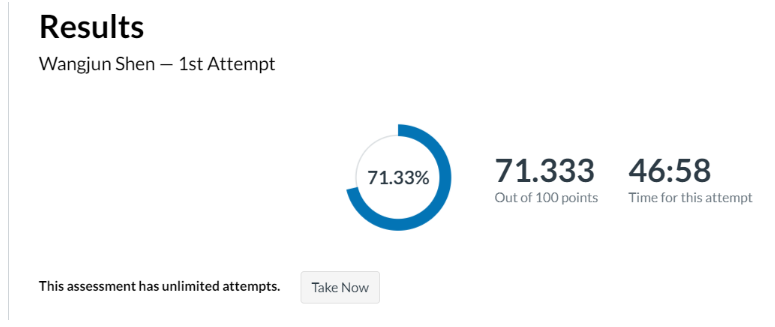 Results
Wangjun Shen — 1st Attempt
71.33%
71.333
Out of 100 points
46:58
Time for this attempt
This assessment has unlimited attempts.
Take Now